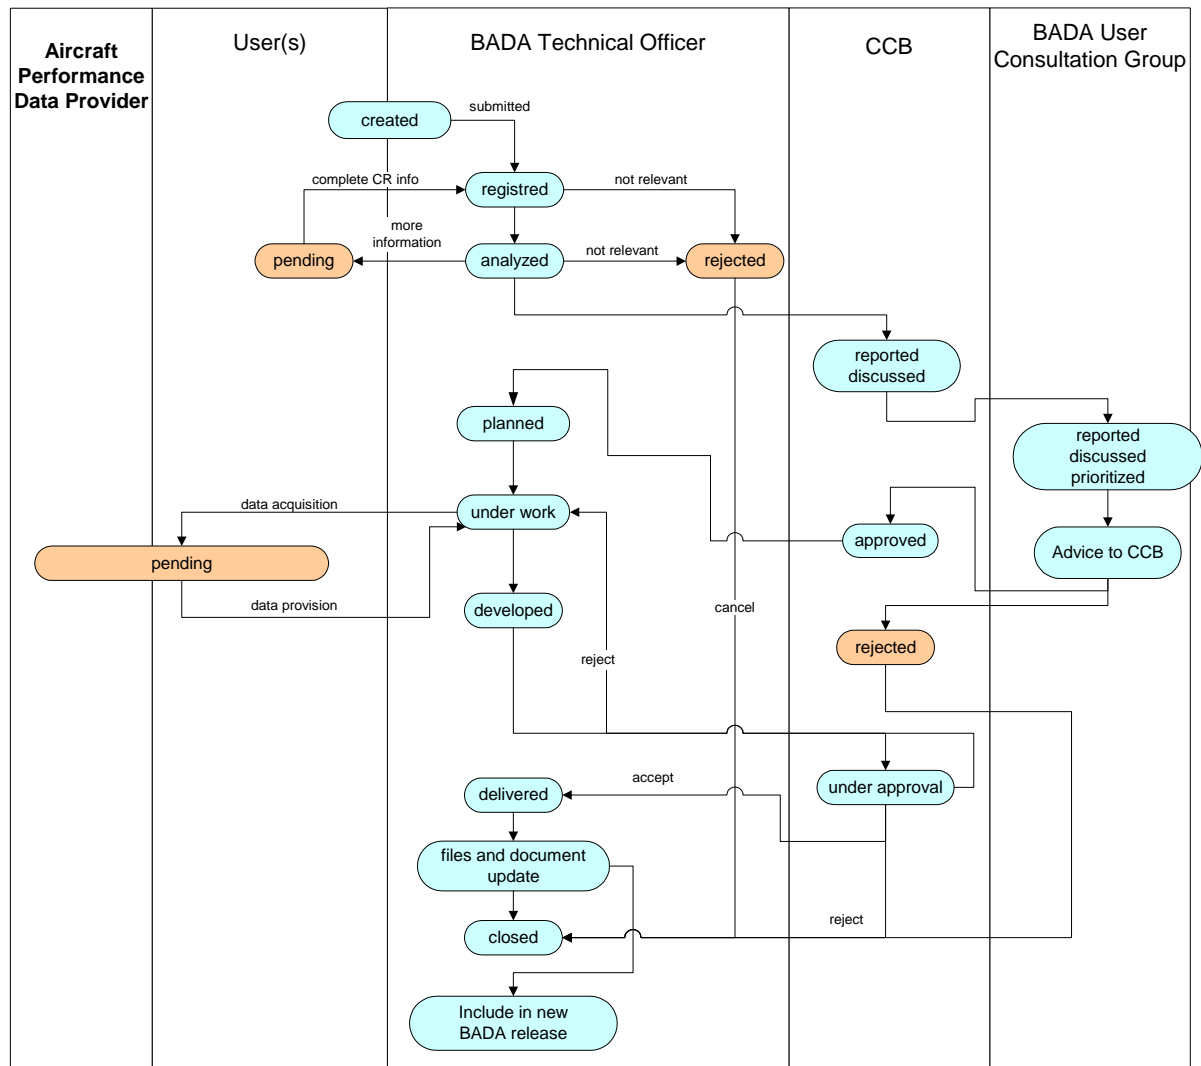 Aircraft
Performance
Data Provider
User(s)
BADA Technical Officer
CCB
BADA User
Consultation Group
created
submitted
complete CR info
registred
not relevant
more
information
pending
analyzed
not relevant
rejected
reported
discussed
planned
reported
discussed
prioritized
data acquisition
under work
approved
Advice to CCB
pending
data provision
developed
cancel
rejected
reject
accept
under approval
delivered
files and document
update
reject
closed
Include in new
BADA release